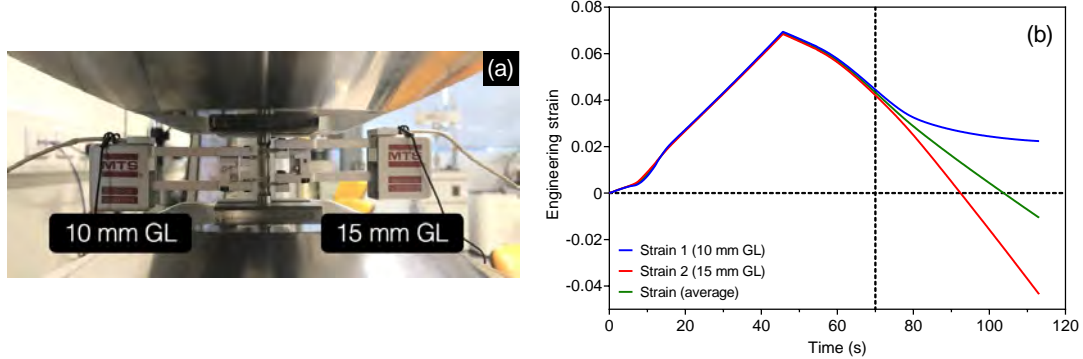 (a)
MTS
MTS
10 mm GL
15 mm GL
(b)
Engineering strain
0.08
0.06
0.04
0.02
0
-0.02
-0.04
Strain 1 (10 mm GL)
Strain 2 (15 mm GL)
Strain (average)
0
20
40
60
80
100
120
Time (s)